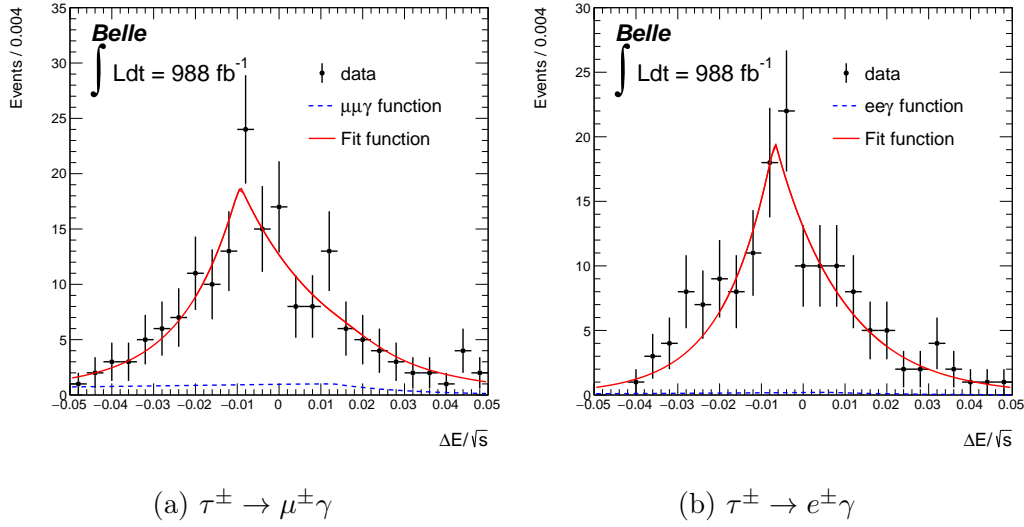 Events / 0.004
35
30
25
20
15
10
5
0
Belle
∫ Ldt = 988 fb⁻¹
data
μμγ function
Fit function
−0.05 −0.04 −0.03 −0.02 −0.01 0 0.01 0.02 0.03 0.04 0.05
ΔE/√s
(a) τ± → μ±γ
Events / 0.004
30
25
20
15
10
5
0
Belle
∫ Ldt = 988 fb⁻¹
data
eeγ function
Fit function
−0.05 −0.04 −0.03 −0.02 −0.01 0 0.01 0.02 0.03 0.04 0.05
ΔE/√s
(b) τ± → e±γ